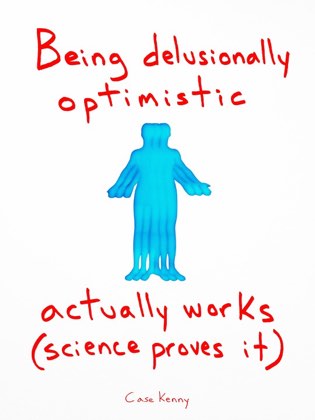 Being delusionally
optimistic
actually works
(science proves it)
Case Kenny